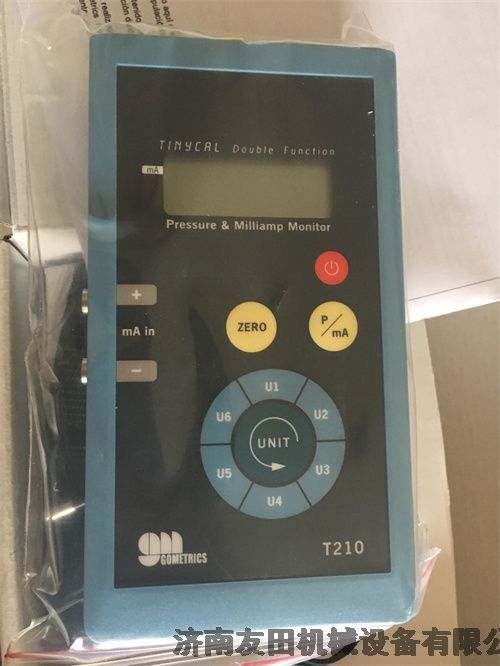 TINYCAL Double Function
mA
Pressure & Milliamp Monitor
+
mA in
−
ZERO
P/mA
U1
U2
U3
U4
U5
U6
UNIT
gm
GOMETRICS
T210
济南友田机械设备有限公